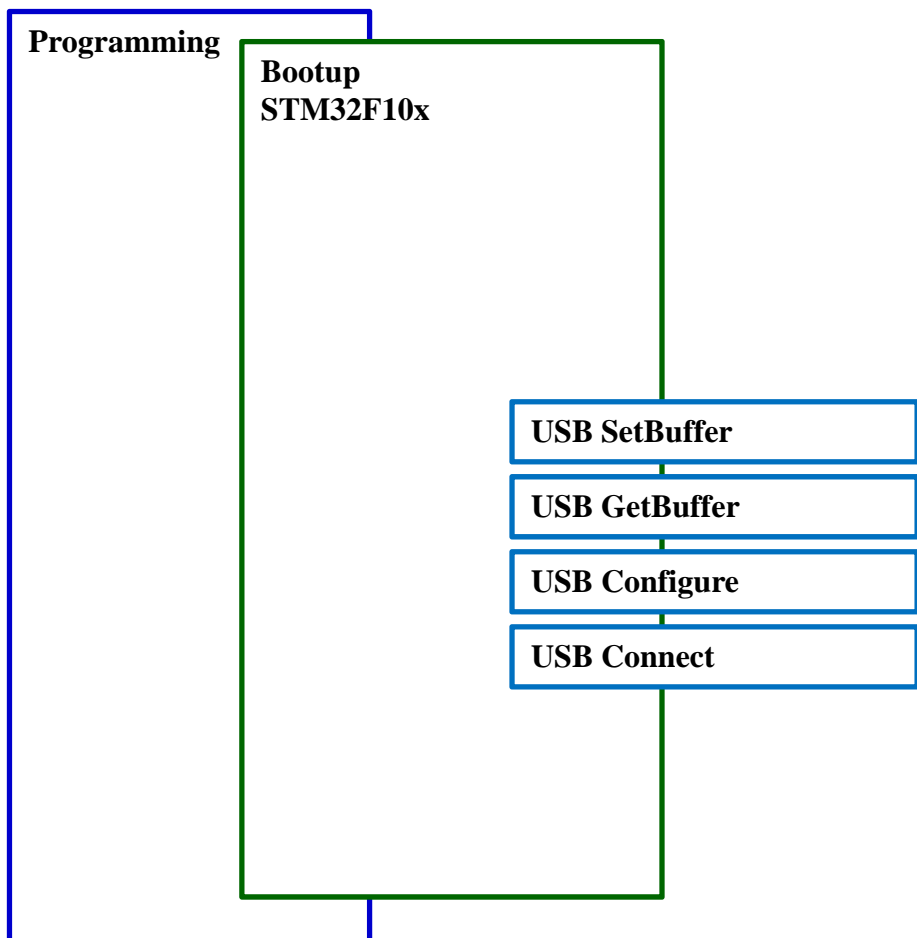 Programming
Bootup
STM32F10x
USB SetBuffer
USB GetBuffer
USB Configure
USB Connect